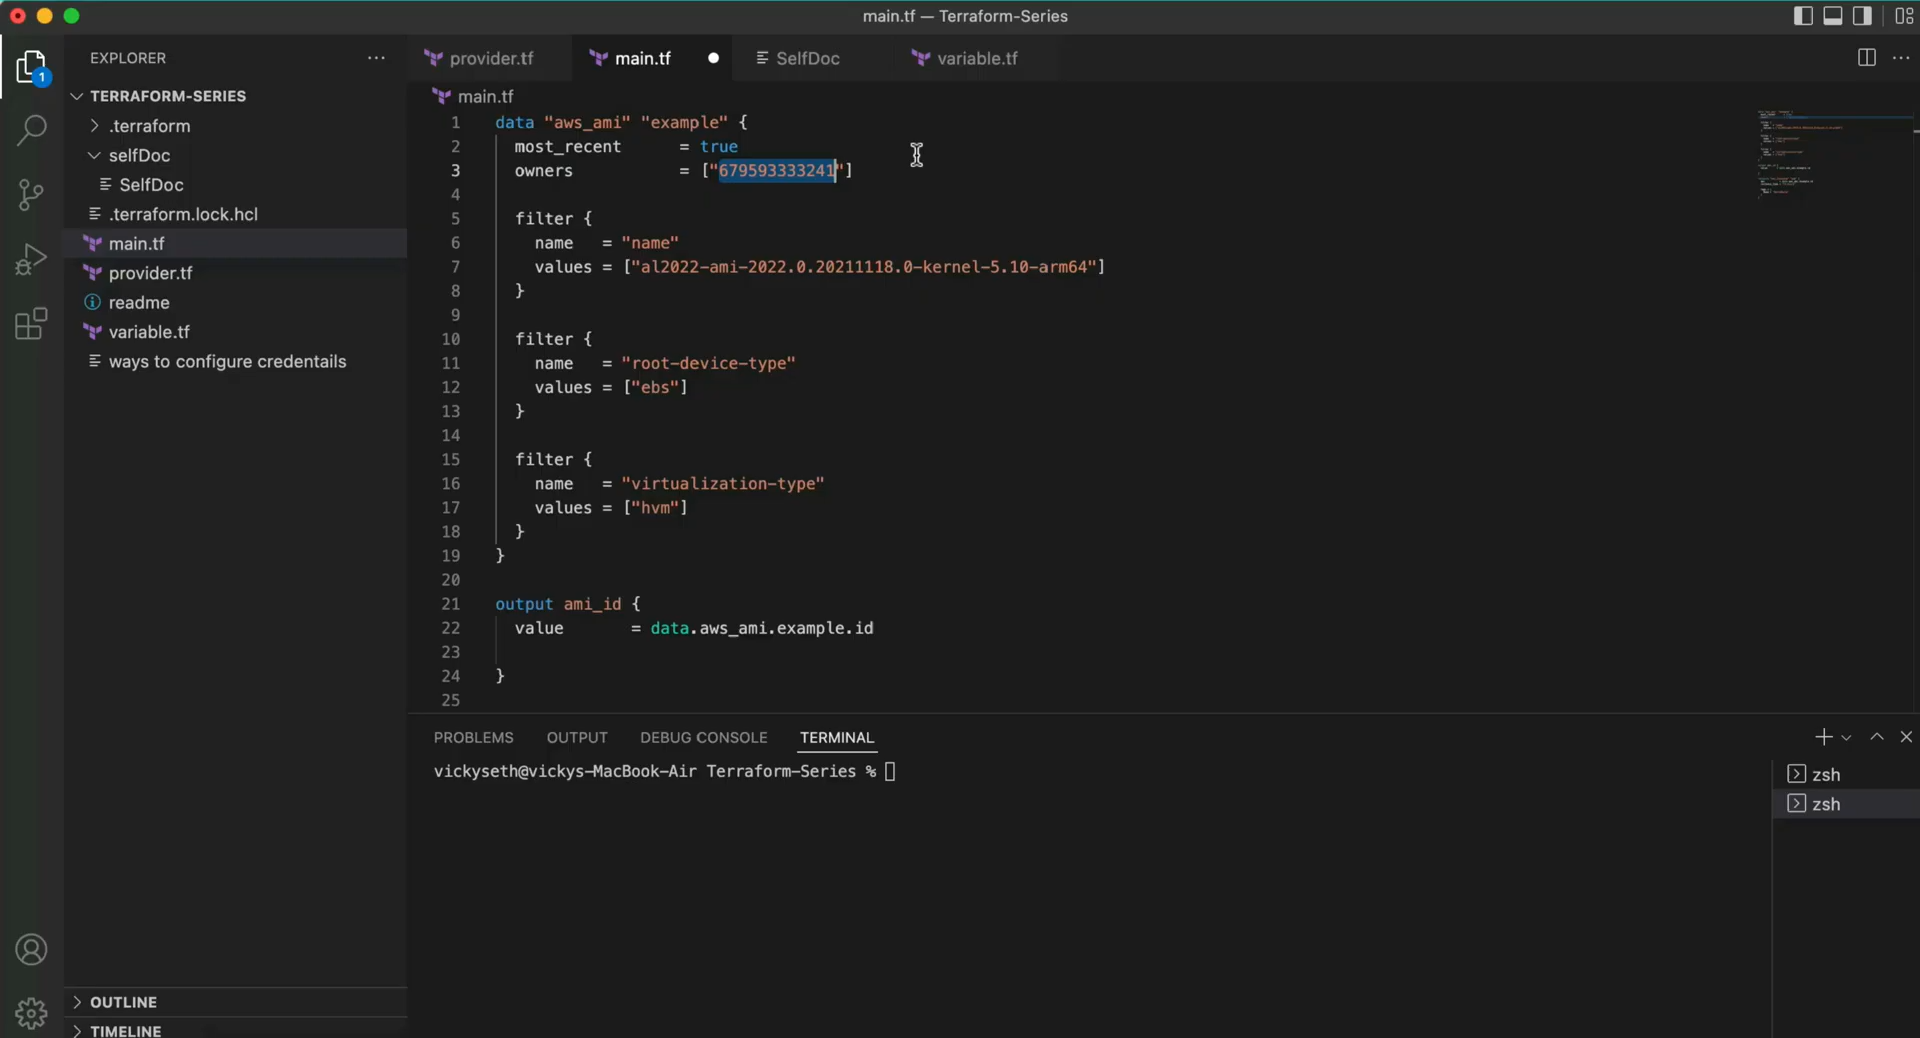 main.tf — Terraform-Series
EXPLORER
provider.tf
main.tf
SelfDoc
variable.tf
1
TERRAFORM-SERIES
.terraform
selfDoc
SelfDoc
.terraform.lock.hcl
main.tf
provider.tf
readme
variable.tf
ways to configure credentails
main.tf
1 data "aws_ami" "example" {
2 most_recent = true
3 owners = ["679593333241"]
4
5 filter {
6 name = "name"
7 values = ["al2022-ami-2022.0.20211118.0-kernel-5.10-arm64"]
8 }
9
10 filter {
11 name = "root-device-type"
12 values = ["ebs"]
13 }
14
15 filter {
16 name = "virtualization-type"
17 values = ["hvm"]
18 }
19 }
20
21 output ami_id {
22 value = data.aws_ami.example.id
23
24 }
25
PROBLEMS OUTPUT DEBUG CONSOLE TERMINAL
vickyseth@vickys-MacBook-Air Terraform-Series %
zsh
zsh
OUTLINE
TIMELINE